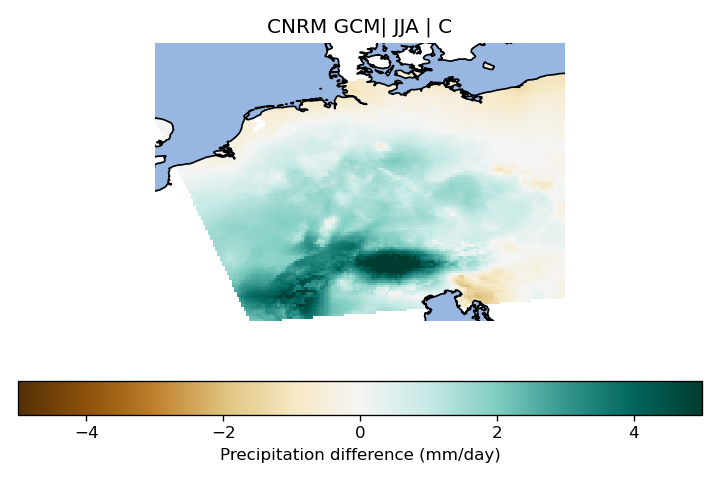 CNRM GCM| JJA | C
−4 −2 0 2 4
Precipitation difference (mm/day)